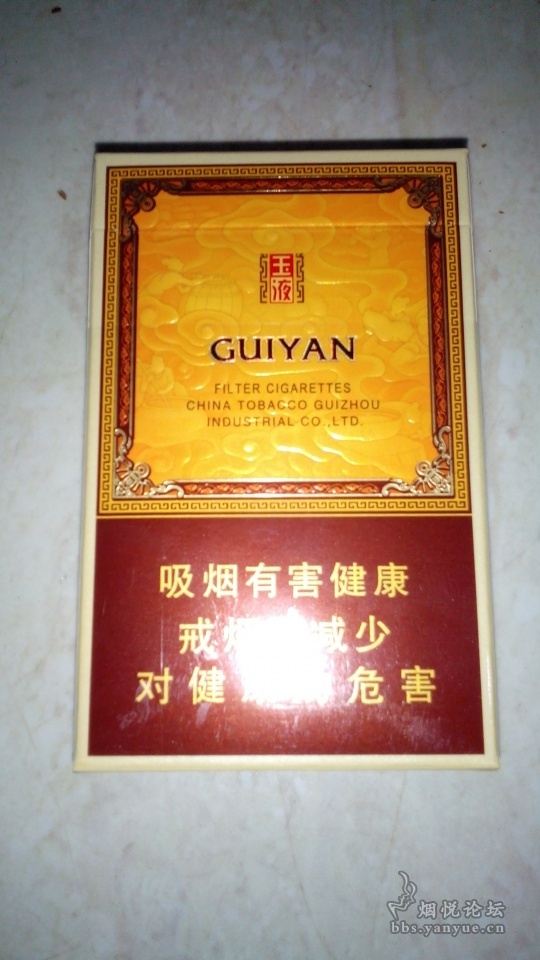 玉液
GUIYAN
FILTER CIGARETTES
CHINA TOBACCO GUIZHOU
INDUSTRIAL CO.,LTD.
吸烟有害健康
戒烟减少
对健危害
烟悦论坛
bbs.yanyue.cn